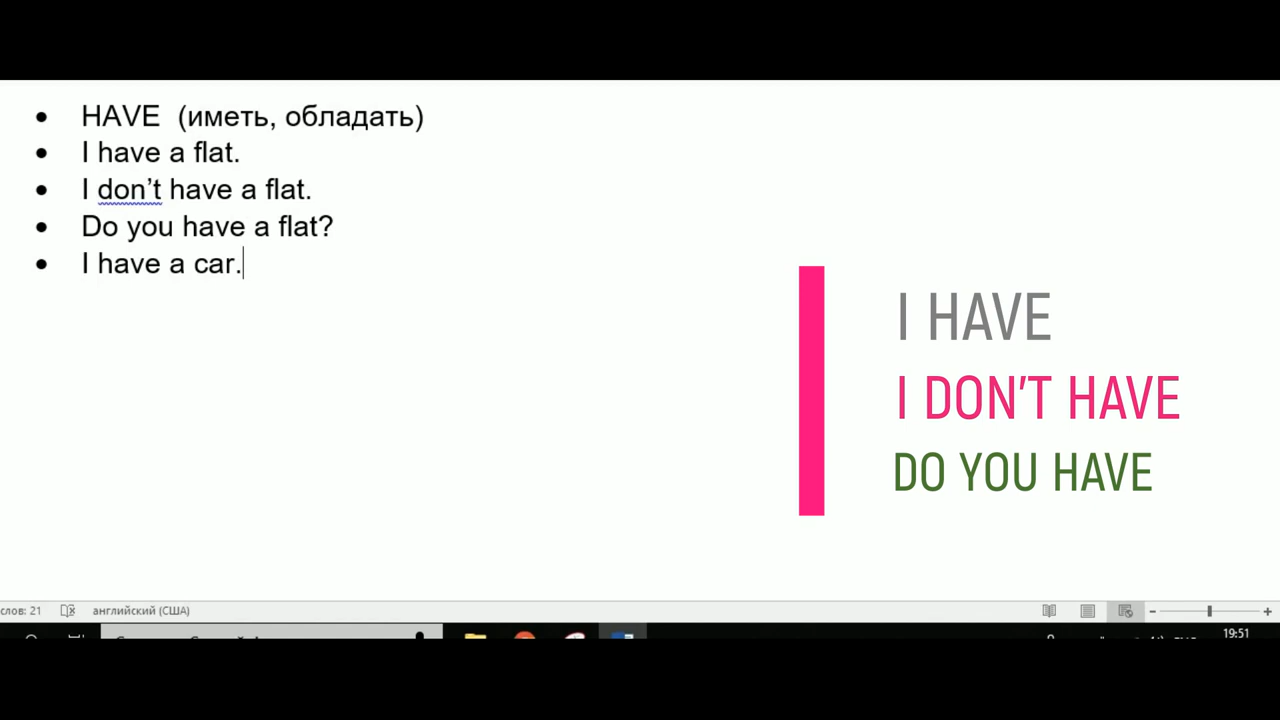 • HAVE (иметь, обладать)
• I have a flat.
• I don’t have a flat.
• Do you have a flat?
• I have a car.
I HAVE
I DON’T HAVE
DO YOU HAVE
слов: 21 английский (США)
19:51